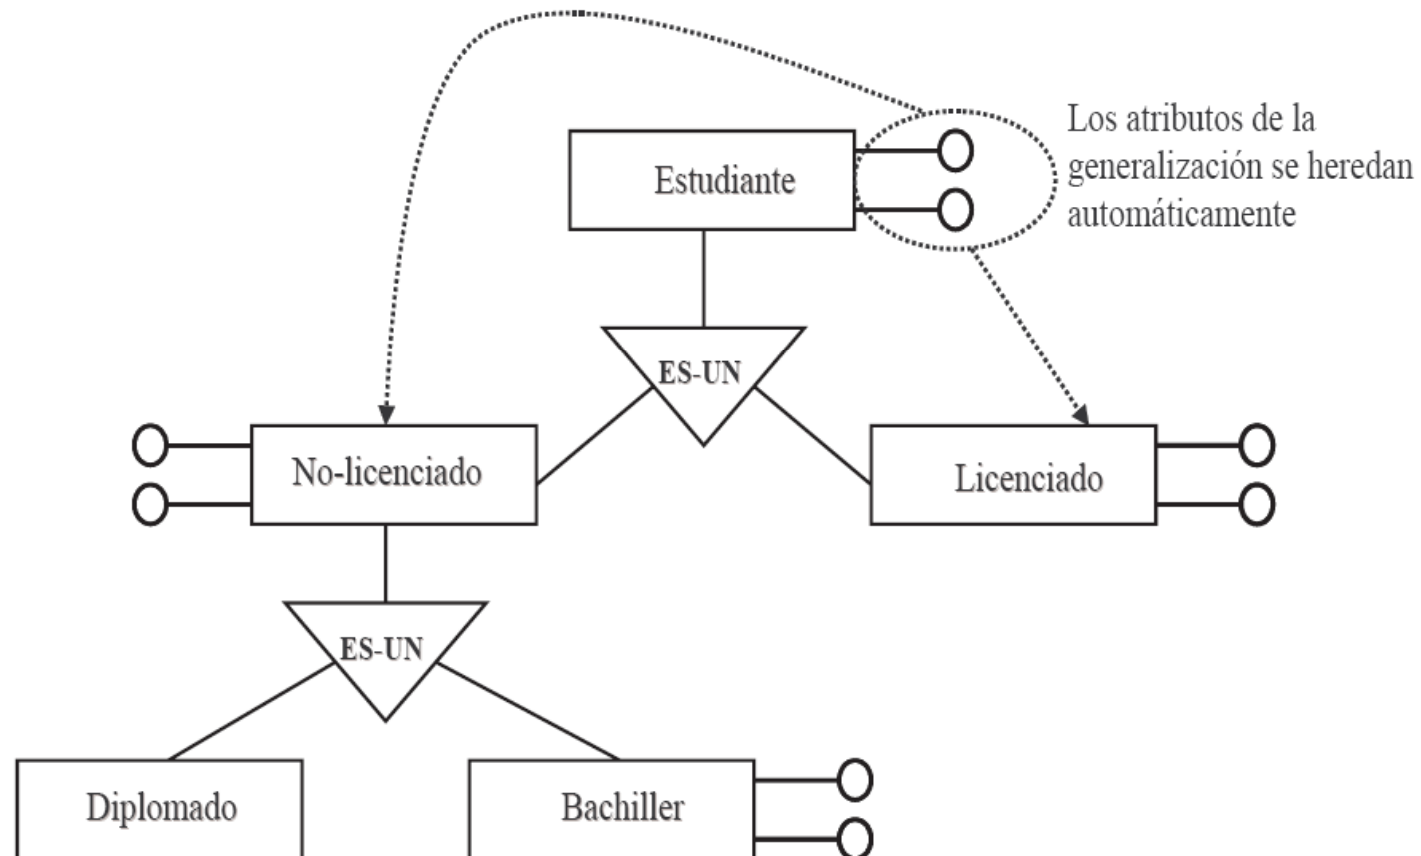 Estudiante
Los atributos de la
generalización se heredan
automáticamente
ES-UN
No-licenciado
Licenciado
ES-UN
Diplomado
Bachiller